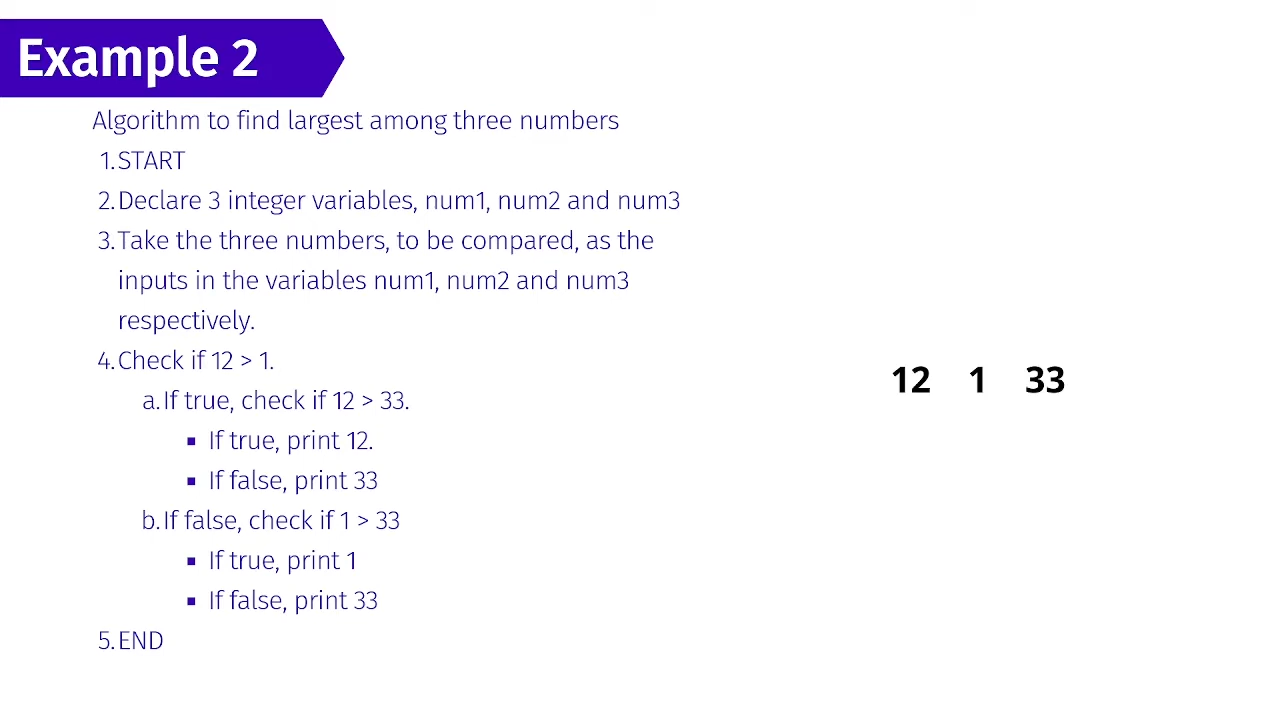 Example 2
Algorithm to find largest among three numbers
1.START
2.Declare 3 integer variables, num1, num2 and num3
3.Take the three numbers, to be compared, as the
inputs in the variables num1, num2 and num3
respectively.
4.Check if 12 > 1.
a.If true, check if 12 > 33.
▪ If true, print 12.
▪ If false, print 33
b.If false, check if 1 > 33
▪ If true, print 1
▪ If false, print 33
5.END
12 1 33